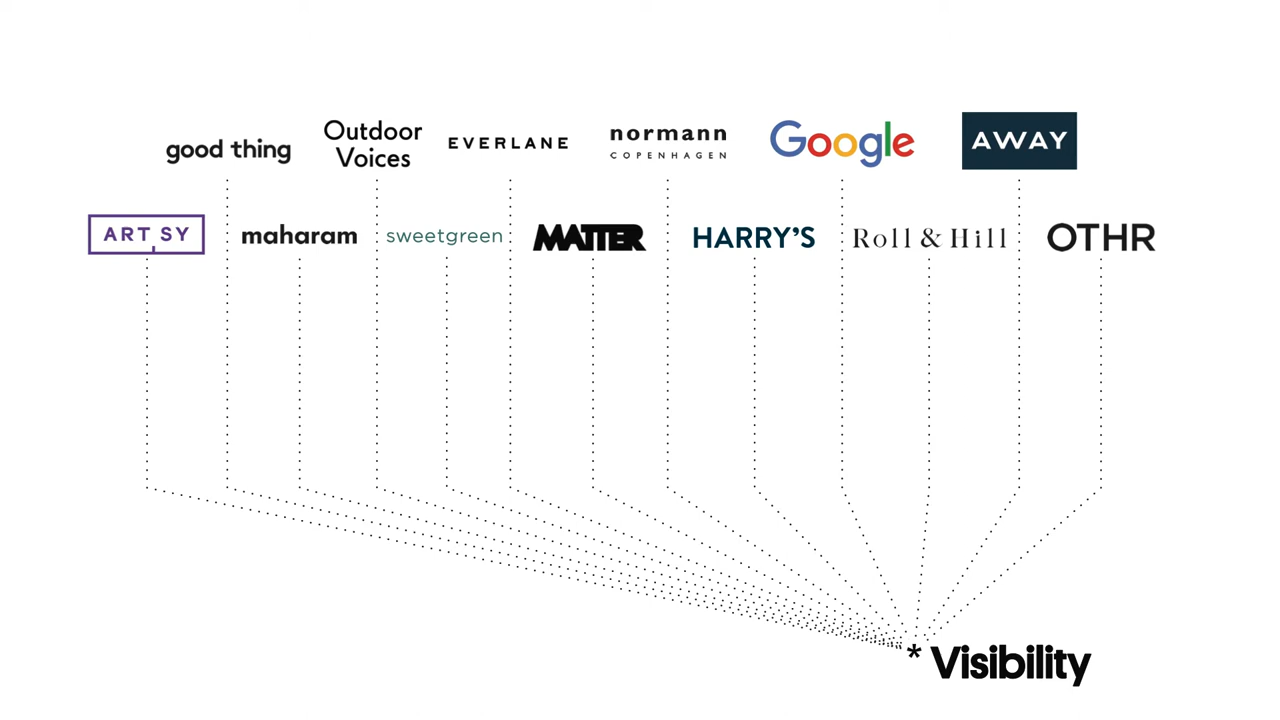 good thing
Outdoor
Voices
EVERLANE
normann
COPENHAGEN
Google
AWAY
ARTSY
maharam
sweetgreen
MATTER
HARRY'S
Roll & Hill
OTHR
* Visibility